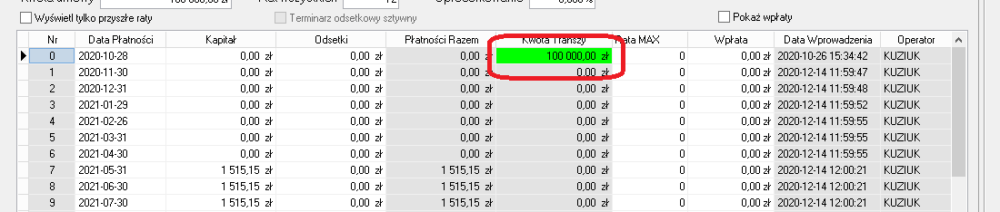 100 000,00 zł
Wyświetl tylko przyszłe raty Terminarz odsetkowy sztywny Pokaż wpłaty
Nr Data Płatności Kapitał Odsetki Płatności Razem Kwota Transzy Data MAX Wpłata Data Wprowadzenia Operator
0 2020-10-28 0,00 zł 0,00 zł 0,00 zł 100 000,00 zł 0 0,00 zł 2020-10-26 15:34:42 KUZIUK
1 2020-11-30 0,00 zł 0,00 zł 0,00 zł 0,00 zł 0 0,00 zł 2020-12-14 11:59:47 KUZIUK
2 2020-12-31 0,00 zł 0,00 zł 0,00 zł 0,00 zł 0 0,00 zł 2020-12-14 11:59:48 KUZIUK
3 2021-01-29 0,00 zł 0,00 zł 0,00 zł 0,00 zł 0 0,00 zł 2020-12-14 11:59:52 KUZIUK
4 2021-02-26 0,00 zł 0,00 zł 0,00 zł 0,00 zł 0 0,00 zł 2020-12-14 11:59:55 KUZIUK
5 2021-03-31 0,00 zł 0,00 zł 0,00 zł 0,00 zł 0 0,00 zł 2020-12-14 11:59:55 KUZIUK
6 2021-04-30 0,00 zł 0,00 zł 0,00 zł 0,00 zł 0 0,00 zł 2020-12-14 11:59:55 KUZIUK
7 2021-05-31 1 515,15 zł 0,00 zł 1 515,15 zł 0,00 zł 0 0,00 zł 2020-12-14 12:00:21 KUZIUK
8 2021-06-30 1 515,15 zł 0,00 zł 1 515,15 zł 0,00 zł 0 0,00 zł 2020-12-14 12:00:21 KUZIUK
9 2021-07-30 1 515,15 zł 0,00 zł 1 515,15 zł 0,00 zł 0 0,00 zł 2020-12-14 12:00:21 KUZIUK